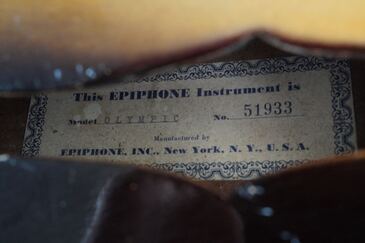 This EPIPHONE Instrument is
Model OLYMPIC No. 51933
Manufactured by
EPIPHONE, INC., New York, N. Y., U. S. A.